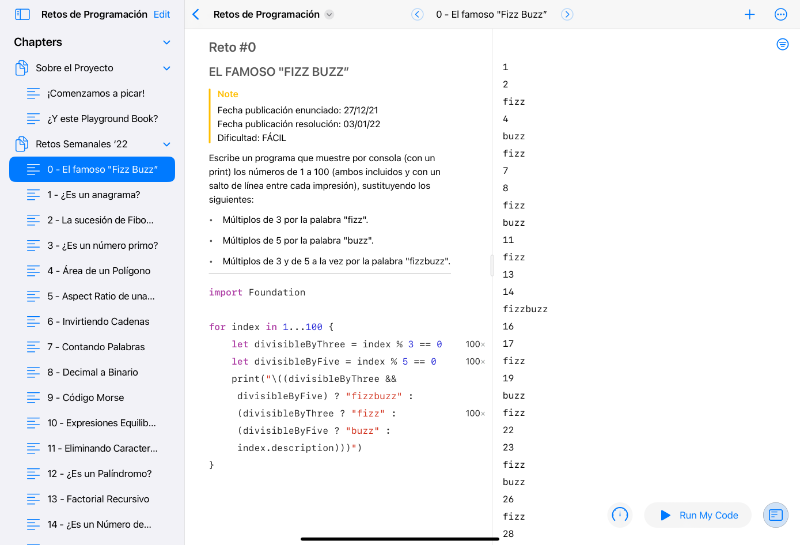 Retos de Programación Edit
Chapters
Sobre el Proyecto
¡Comenzamos a picar!
¿Y este Playground Book?
Retos Semanales ‘22
0 - El famoso "Fizz Buzz”
1 - ¿Es un anagrama?
2 - La sucesión de Fibo...
3 - ¿Es un número primo?
4 - Área de un Polígono
5 - Aspect Ratio de una...
6 - Invirtiendo Cadenas
7 - Contando Palabras
8 - Decimal a Binario
9 - Código Morse
10 - Expresiones Equilib...
11 - Eliminando Caracter...
12 - ¿Es un Palíndromo?
13 - Factorial Recursivo
14 - ¿Es un Número de...
Retos de Programación
0 - El famoso "Fizz Buzz”
Reto #0
EL FAMOSO "FIZZ BUZZ”
Note
Fecha publicación enunciado: 27/12/21
Fecha publicación resolución: 03/01/22
Dificultad: FÁCIL
Escribe un programa que muestre por consola (con un
print) los números de 1 a 100 (ambos incluidos y con un
salto de línea entre cada impresión), sustituyendo los
siguientes:
• Múltiplos de 3 por la palabra "fizz".
• Múltiplos de 5 por la palabra "buzz".
• Múltiplos de 3 y de 5 a la vez por la palabra "fizzbuzz".
import Foundation
for index in 1...100 {
let divisibleByThree = index % 3 == 0 100×
let divisibleByFive = index % 5 == 0 100×
print("\((divisibleByThree &&
divisibleByFive) ? "fizzbuzz" :
(divisibleByThree ? "fizz" : 100×
(divisibleByFive ? "buzz" :
index.description)))")
}
1
2
fizz
4
buzz
fizz
7
8
fizz
buzz
11
fizz
13
14
fizzbuzz
16
17
fizz
19
buzz
fizz
22
23
fizz
buzz
26
fizz
28
Run My Code